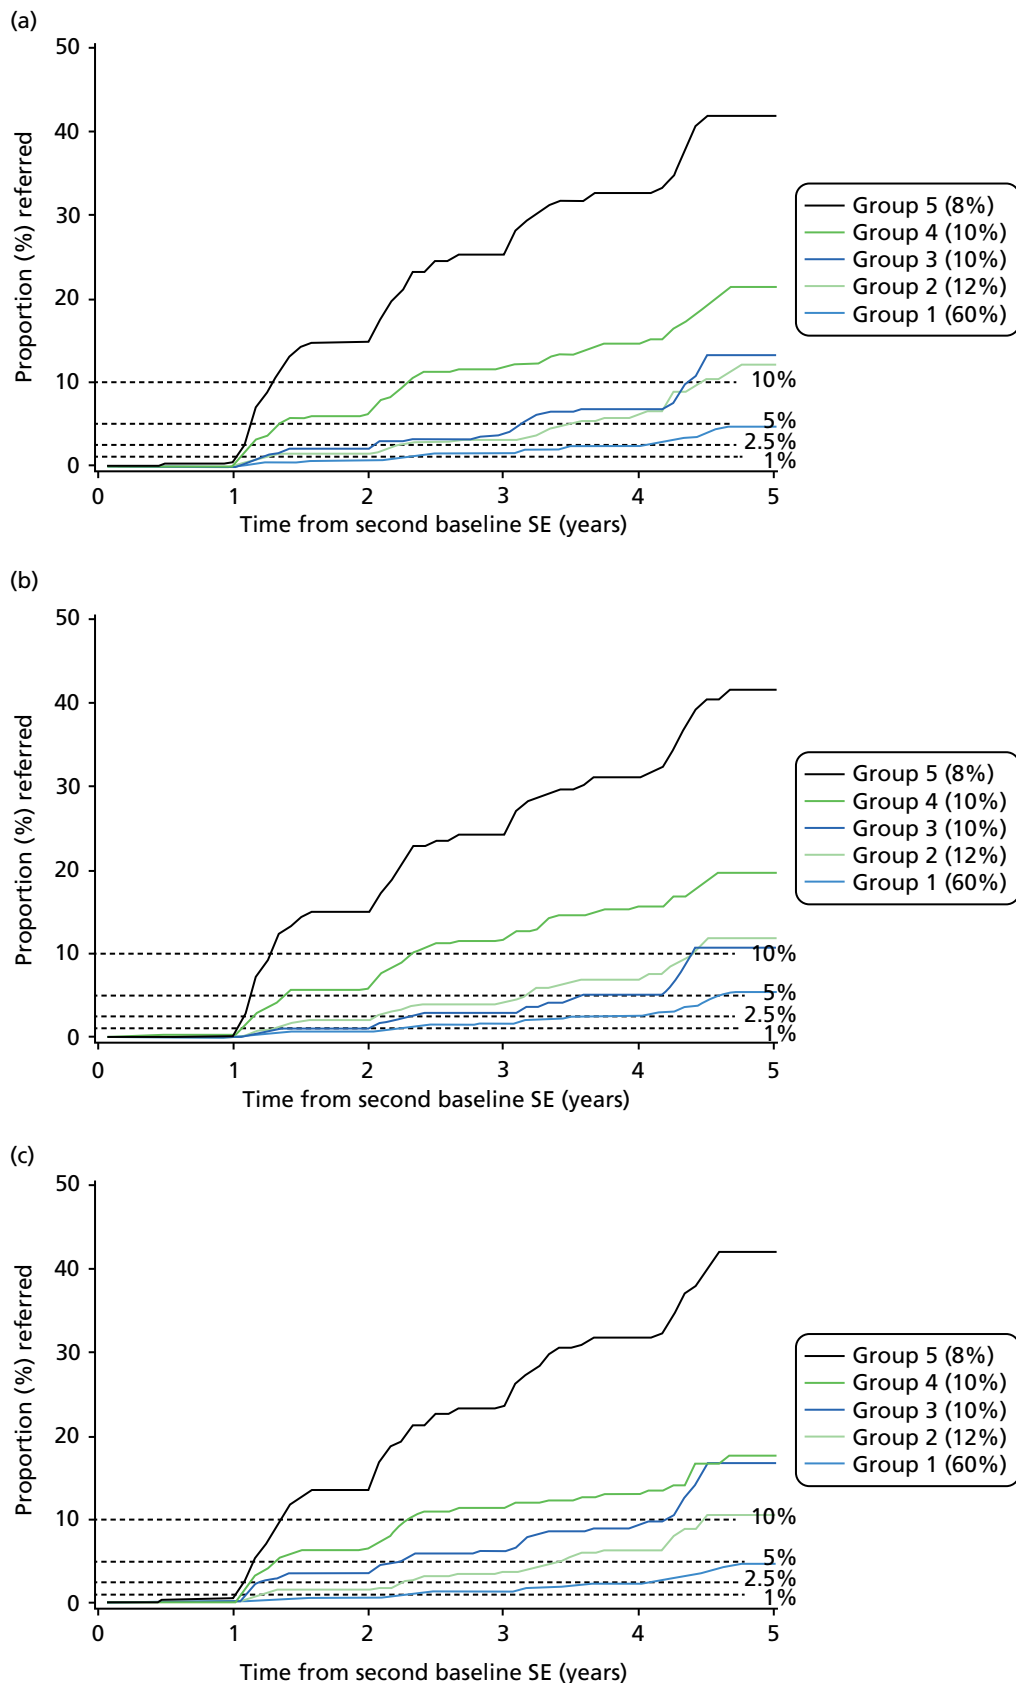 (a)
50
40
30
20
10
0
Proportion (%) referred
10%
5%
2.5%
1%
0 1 2 3 4 5
Time from second baseline SE (years)
Group 5 (8%)
Group 4 (10%)
Group 3 (10%)
Group 2 (12%)
Group 1 (60%)
(b)
50
40
30
20
10
0
Proportion (%) referred
10%
5%
2.5%
1%
0 1 2 3 4 5
Time from second baseline SE (years)
Group 5 (8%)
Group 4 (10%)
Group 3 (10%)
Group 2 (12%)
Group 1 (60%)
(c)
50
40
30
20
10
0
Proportion (%) referred
10%
5%
2.5%
1%
0 1 2 3 4 5
Time from second baseline SE (years)
Group 5 (8%)
Group 4 (10%)
Group 3 (10%)
Group 2 (12%)
Group 1 (60%)